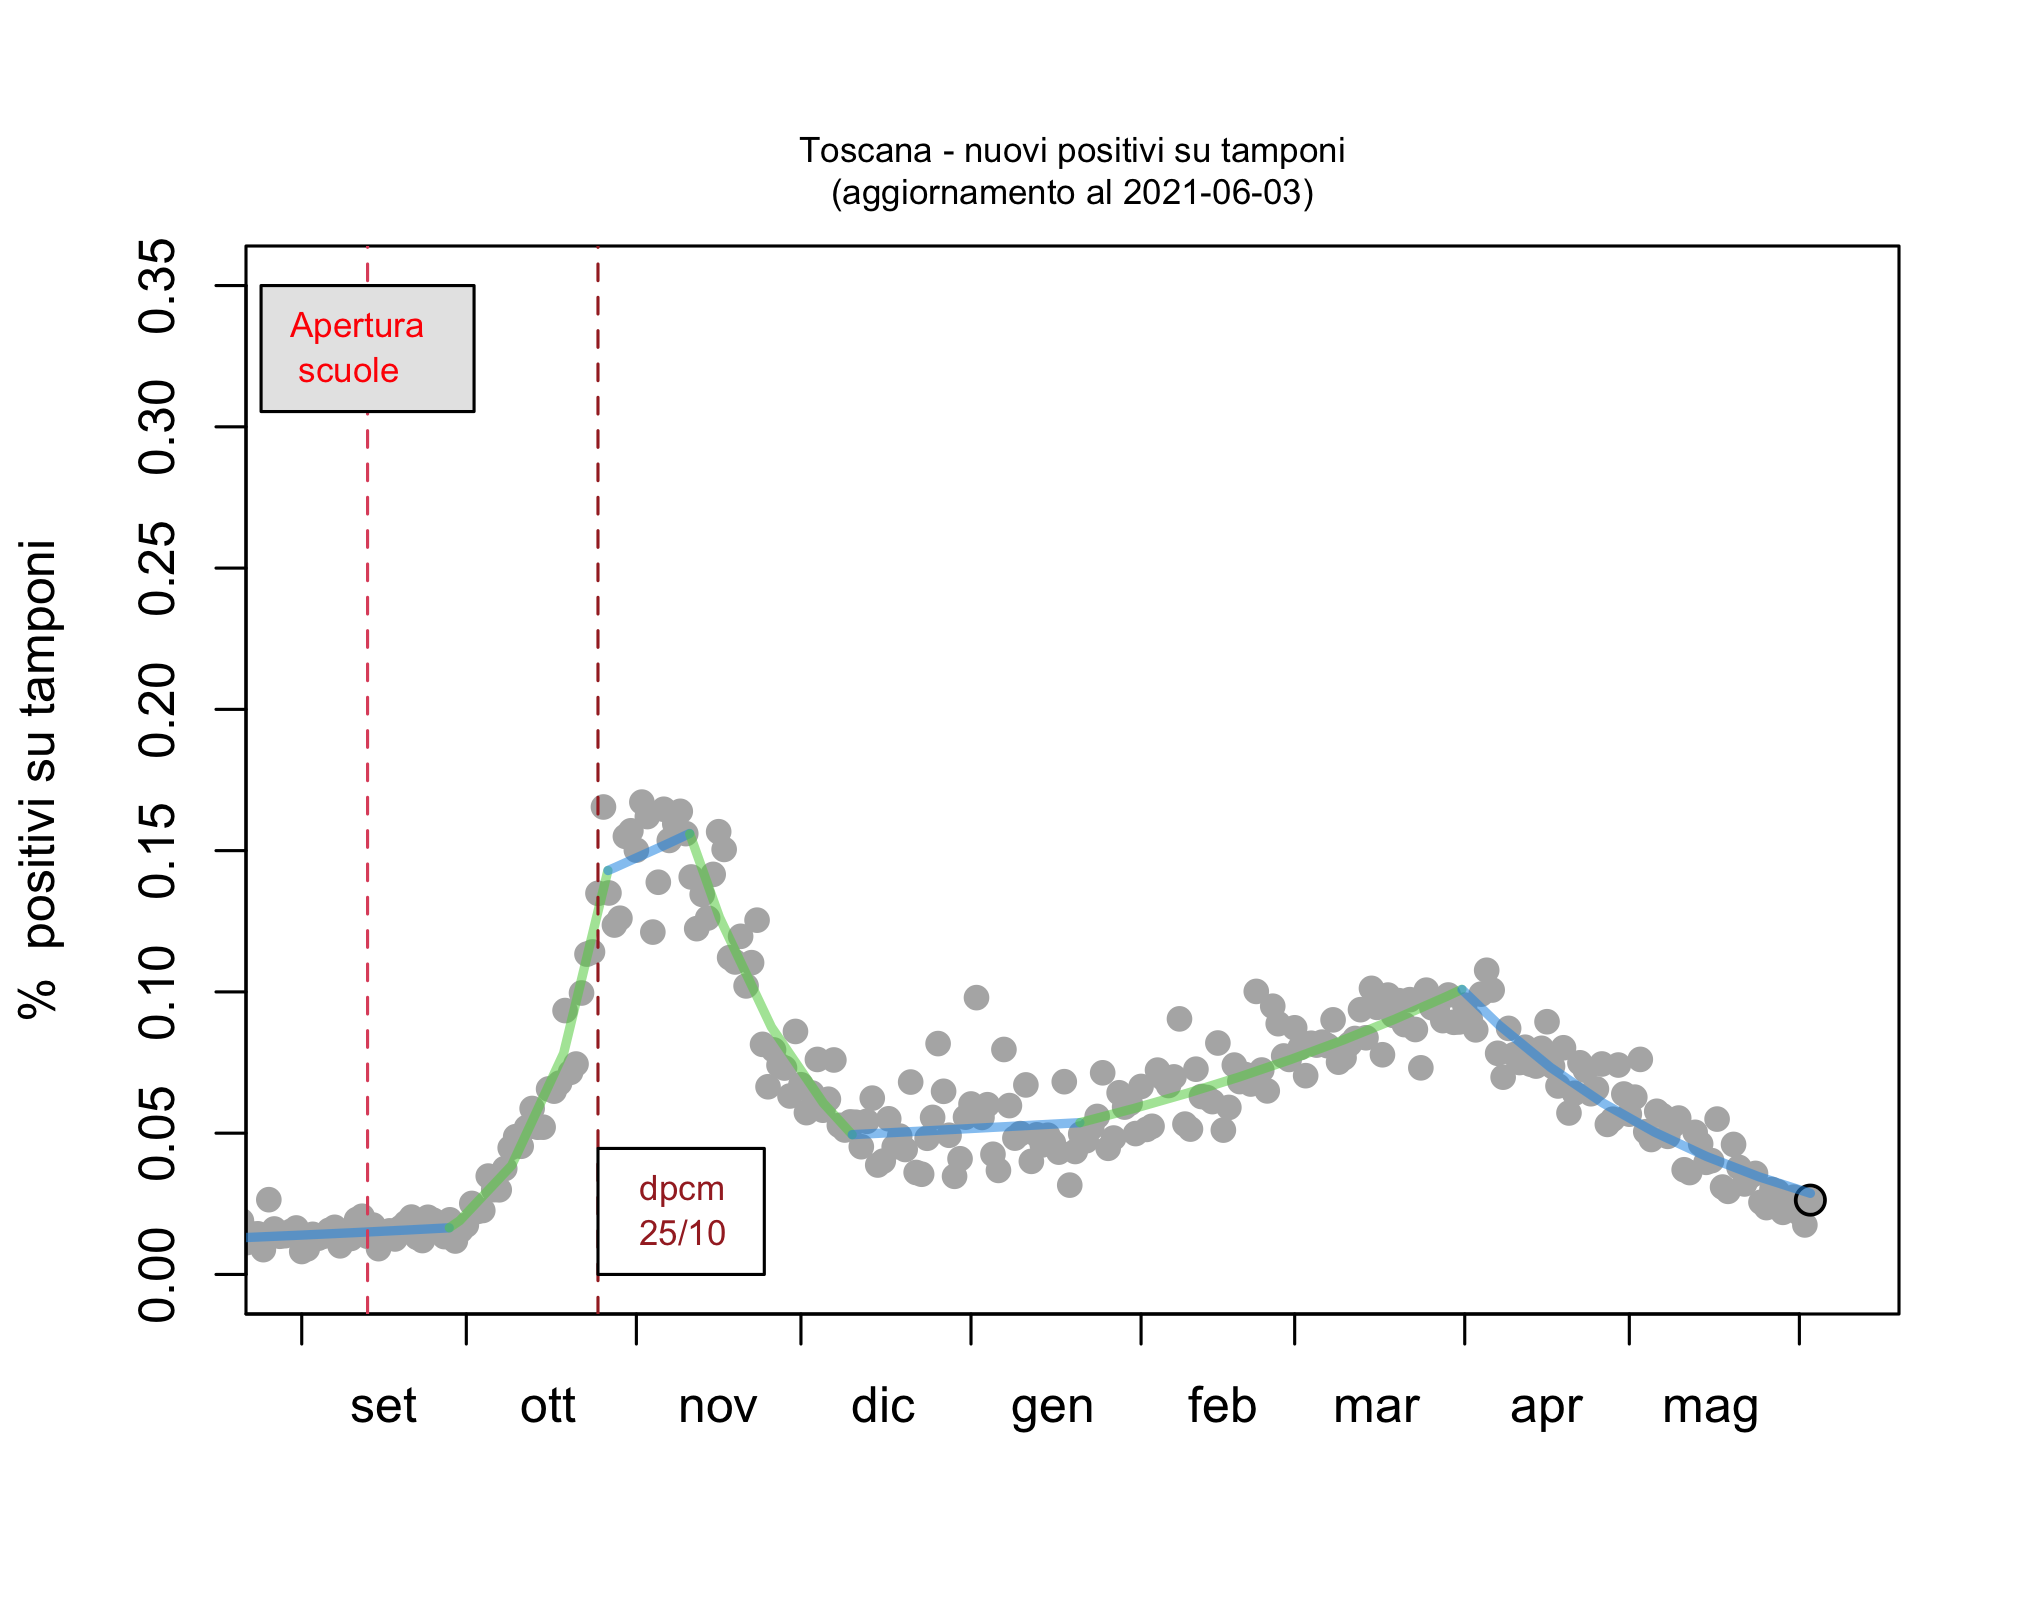 Toscana - nuovi positivi su tamponi
(aggiornamento al 2021-06-03)
% positivi su tamponi
0.35
0.30
0.25
0.20
0.15
0.10
0.05
0.00
Apertura
scuole
dpcm
25/10
set ott nov dic gen feb mar apr mag